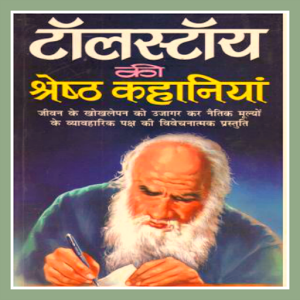 टॉलस्टॉय
की
श्रेष्ठ कहानियां
जीवन के खोखलेपन को उजागर कर नैतिक मूल्यों
के व्यावहारिक पक्ष की विवेचनात्मक प्रस्तुति